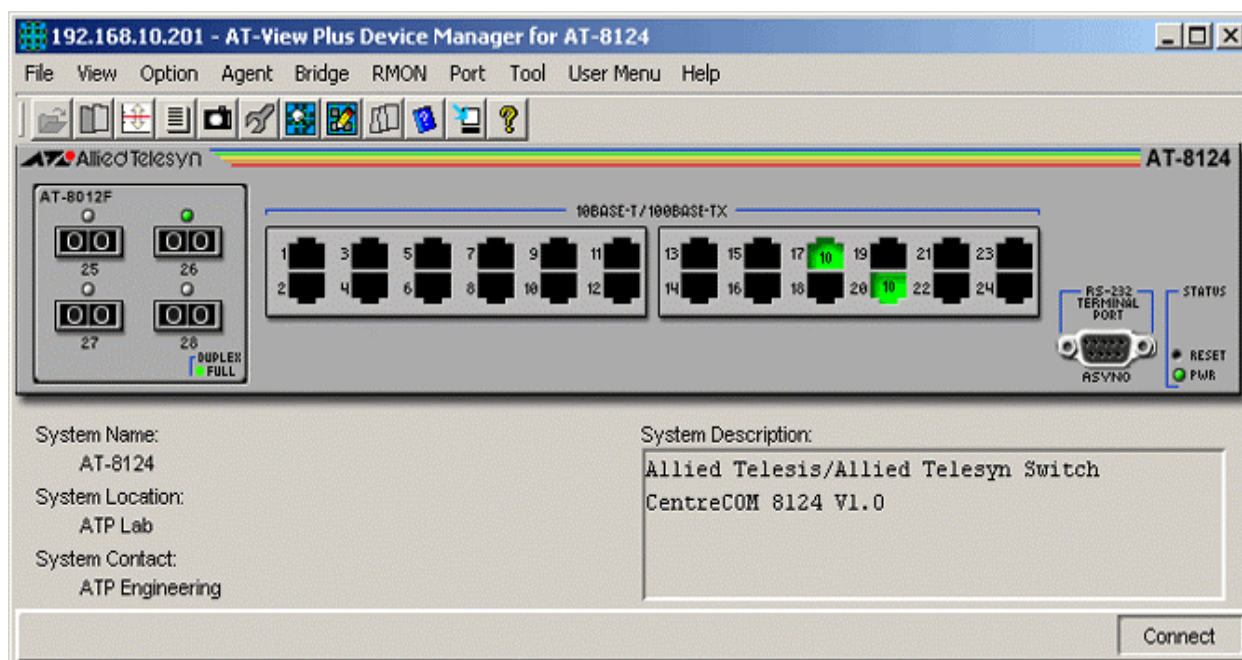 192.168.10.201 - AT-View Plus Device Manager for AT-8124
File View Option Agent Bridge RMON Port Tool User Menu Help
Allied Telesyn
AT-8124
AT-8012F
25 26
27 28
DUPLEX
FULL
10BASE-T/100BASE-TX
1 3 5 7 9 11 13 15 17 10 19 21 23
2 4 6 8 10 12 14 16 18 20 10 22 24
RS-232
TERMINAL
PORT
ASYN0
STATUS
RESET
PWR
System Name:
AT-8124
System Location:
ATP Lab
System Contact:
ATP Engineering
System Description:
Allied Telesis/Allied Telesyn Switch
CentreCOM 8124 V1.0
Connect